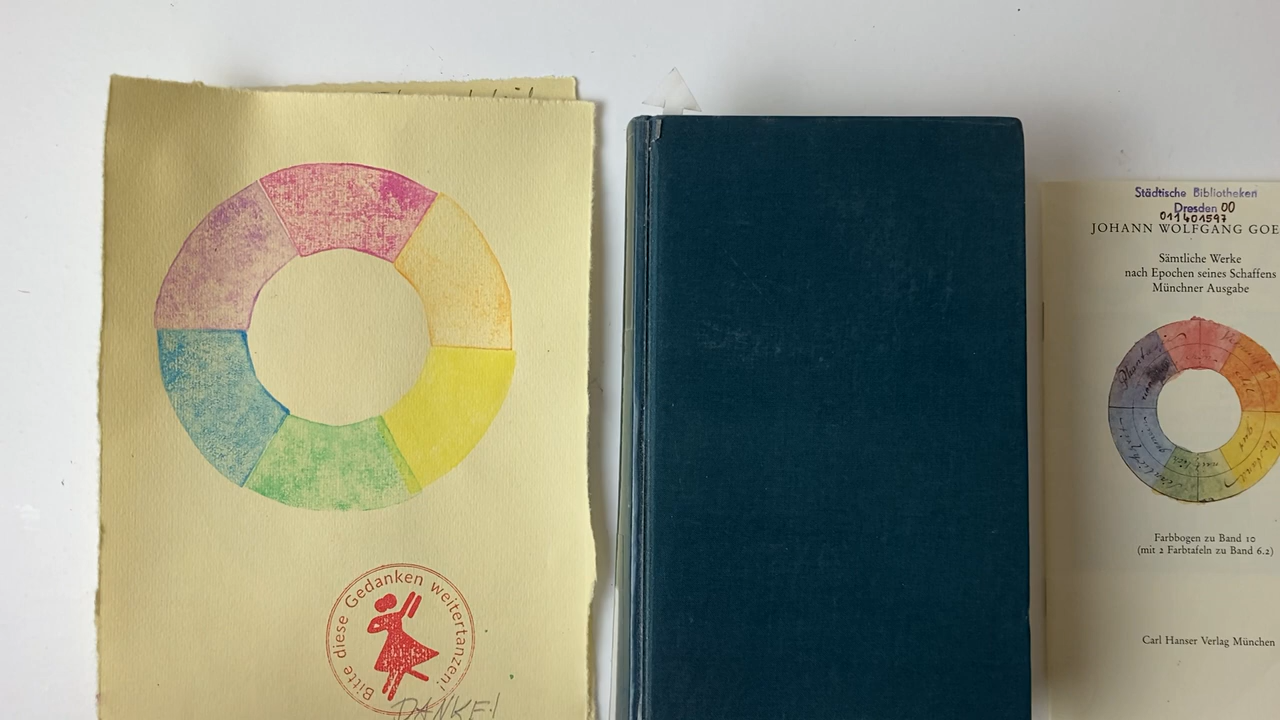 Bitte diese Gedanken weitertanzen!
DANKE!
Städtische Bibliotheken
Dresden 00
011401597
JOHANN WOLFGANG GOE
Sämtliche Werke
nach Epochen seines Schaffens
Münchner Ausgabe
Farbbogen zu Band 10
(mit 2 Farbtafeln zu Band 6.2)
Carl Hanser Verlag München